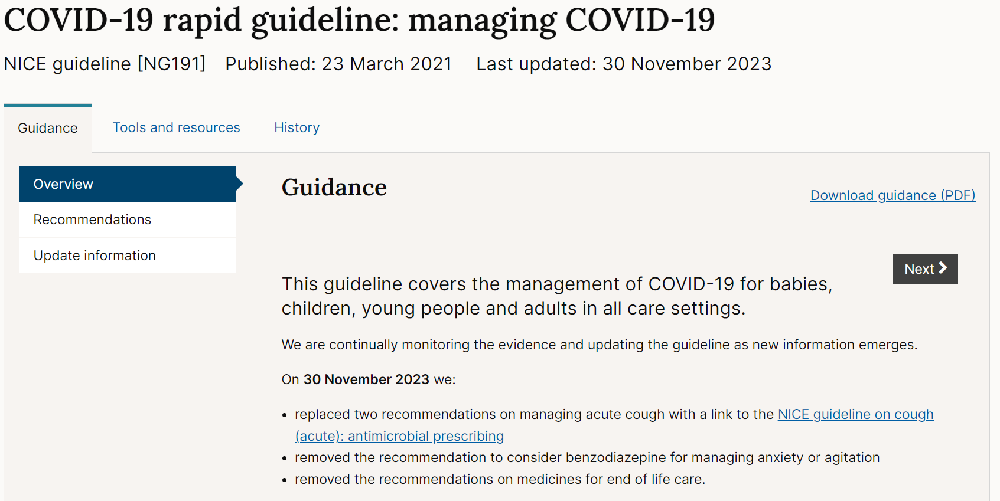 COVID-19 rapid guideline: managing COVID-19
NICE guideline [NG191] Published: 23 March 2021 Last updated: 30 November 2023
Guidance Tools and resources History
Overview
Recommendations
Update information
Guidance
Download guidance (PDF)
Next
This guideline covers the management of COVID-19 for babies,
children, young people and adults in all care settings.
We are continually monitoring the evidence and updating the guideline as new information emerges.
On 30 November 2023 we:
• replaced two recommendations on managing acute cough with a link to the NICE guideline on cough
(acute): antimicrobial prescribing
• removed the recommendation to consider benzodiazepine for managing anxiety or agitation
• removed the recommendations on medicines for end of life care.